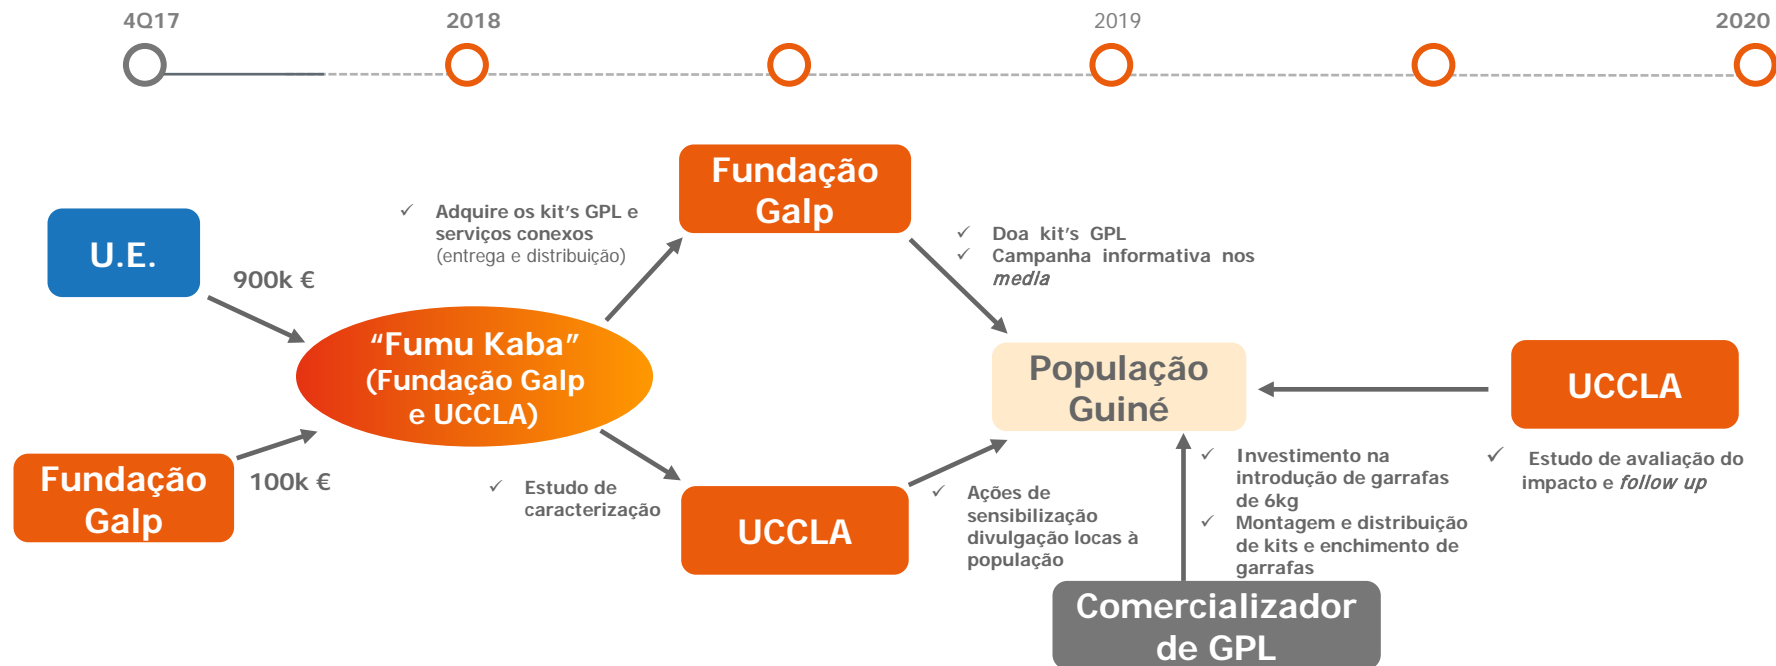 4Q17
2018
2019
2020
U.E.
900k €
Fundação
Galp
100k €
“Fumu Kaba”
(Fundação Galp
e UCCLA)
✓ Adquire os kit's GPL e
serviços conexos
(entrega e distribuição)
Fundação
Galp
✓ Estudo de
caracterização
UCCLA
✓ Doa kit's GPL
✓ Campanha informativa nos
media
População
Guiné
✓ Ações de
sensibilização
divulgação locas à
população
✓ Investimento na
introdução de garrafas
de 6kg
✓ Montagem e distribuição
de kits e enchimento de
garrafas
Comercializador
de GPL
UCCLA
✓ Estudo de avaliação do
impacto e follow up